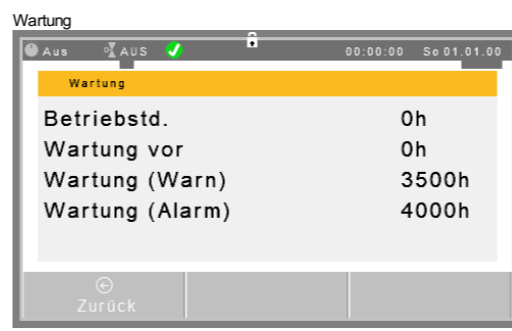 Wartung
Aus AUS 00:00:00 So 01.01.00
Wartung
Betriebstd. 0h
Wartung vor 0h
Wartung (Warn) 3500h
Wartung (Alarm) 4000h
Zurück